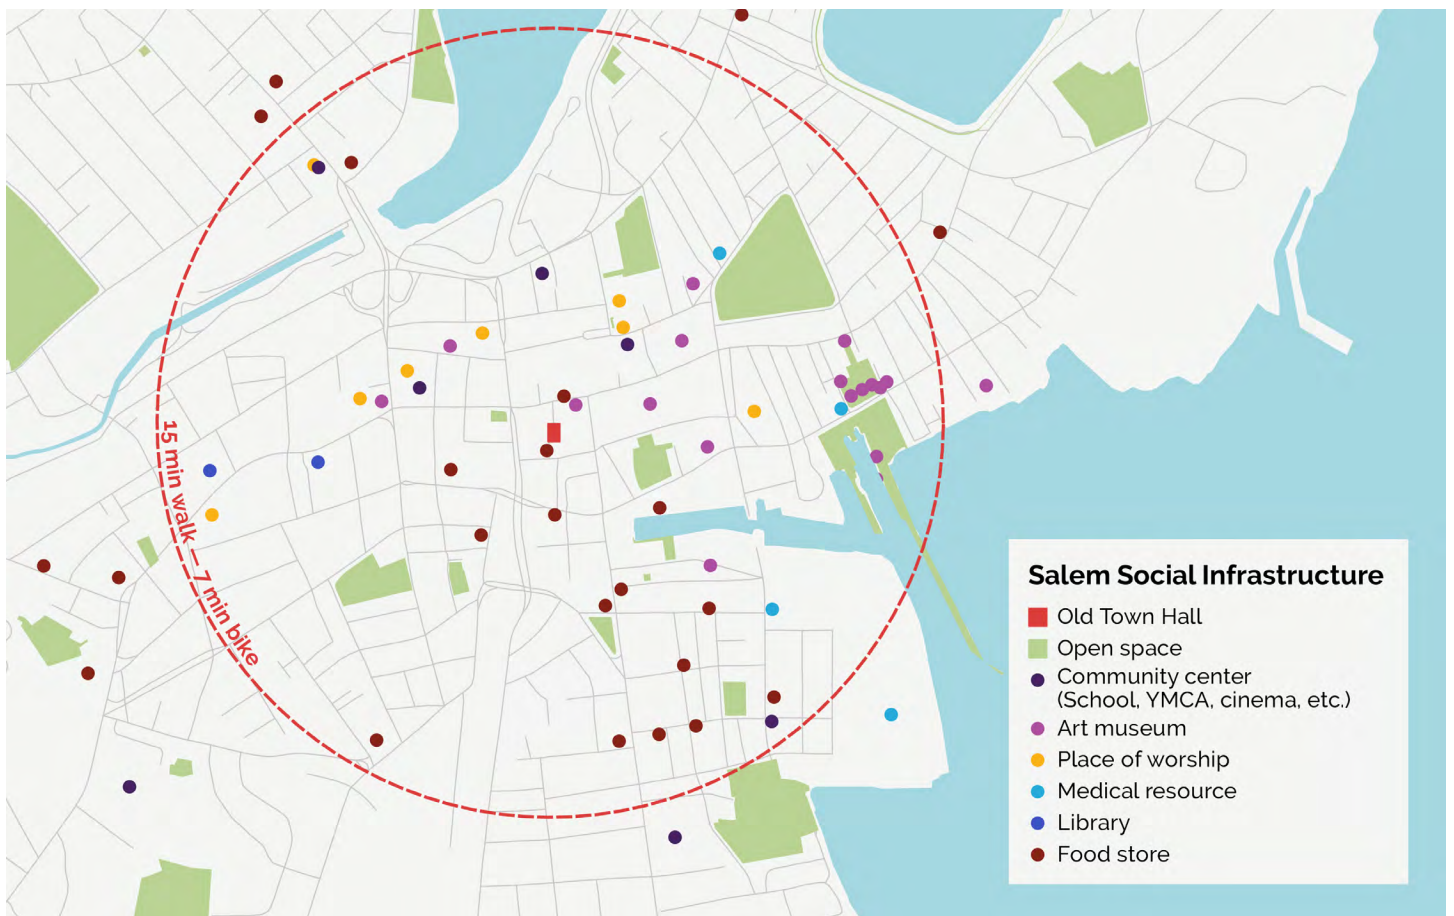 15 min walk — 7 min bike
Salem Social Infrastructure
Old Town Hall
Open space
Community center
(School, YMCA, cinema, etc.)
Art museum
Place of worship
Medical resource
Library
Food store